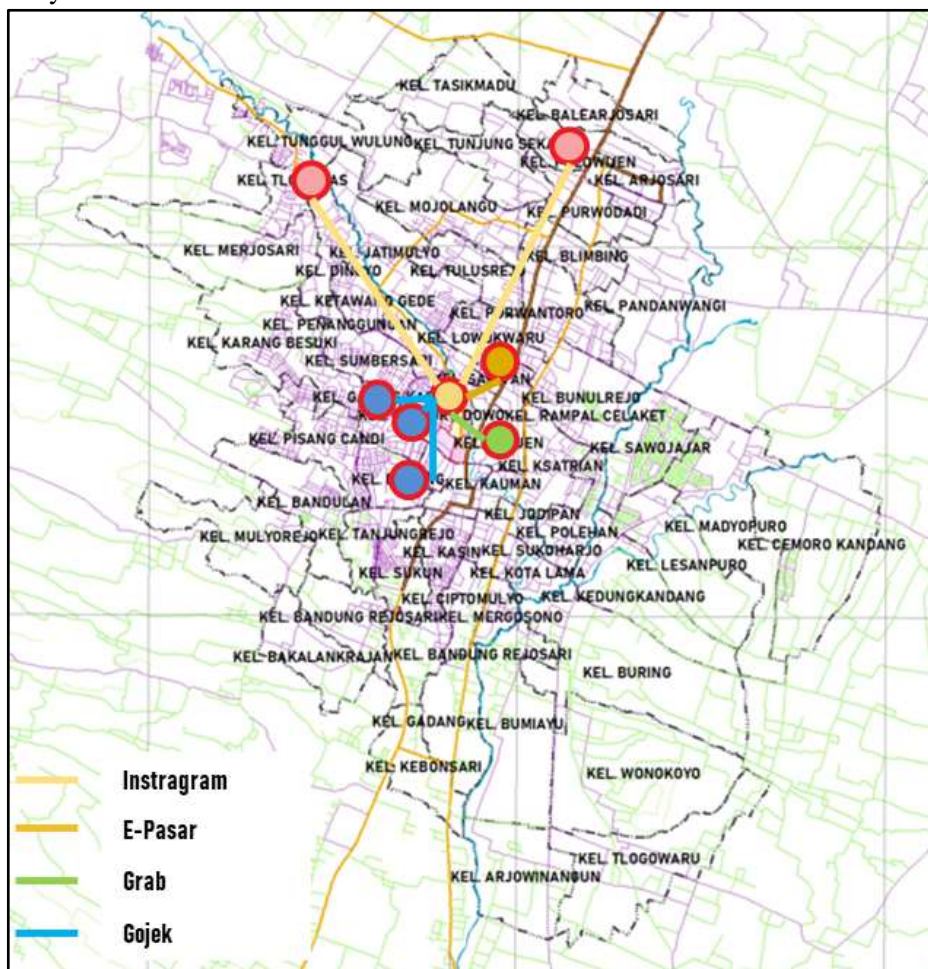 KEL. TASIKMADU
KEL. BALEARJOSARI
KEL. TUNGGUL WULUNG
KEL. TUNJUNG
KEL. ARJOSARI
KEL. MOJOLANGU
KEL. PURWODADI
KEL. MERJOSARI
KEL. JATIMULYO
KEL. BLIMBING
KEL. TULUSREJO
KEL. KETAWANG GEDE
KEL. PANDANWANGI
KEL. PURWANTORO
KEL. PENANGGUNGAN
KEL. KARANG BESUKI
KEL. LOWOKWARU
KEL. SUMBERSARI
KEL. BUNULREJO
KEL. RAMPAL CELAKET
KEL. PISANG CANDI
KEL. SAWOJAJAR
KEL. KSATRIAN
KEL. KAUMAN
KEL. BANDULAN
KEL. JODIPAN
KEL. MADYOPURO
KEL. MULYOREJO
KEL. TANJUNGREJO
KEL. POLEHAN
KEL. CEMORO KANDANG
KEL. KASIN
KEL. SUKOHARJO
KEL. LESANPURO
KEL. SUKUN
KEL. KOTA LAMA
KEL. CIPTOMULYO
KEL. KEDUNGKANDANG
KEL. BANDUNG REJOSARI
KEL. MERGOSONO
KEL. BAKALANKRAJAN
KEL. BANDUNG REJOSARI
KEL. BURING
KEL. GADANG
KEL. BUMIAYU
KEL. KEBONSARI
KEL. WONOKOYO
Instragram
E-Pasar
KEL. TLOGOWARU
KEL. ARJOWINANGUN
Grab
Gojek